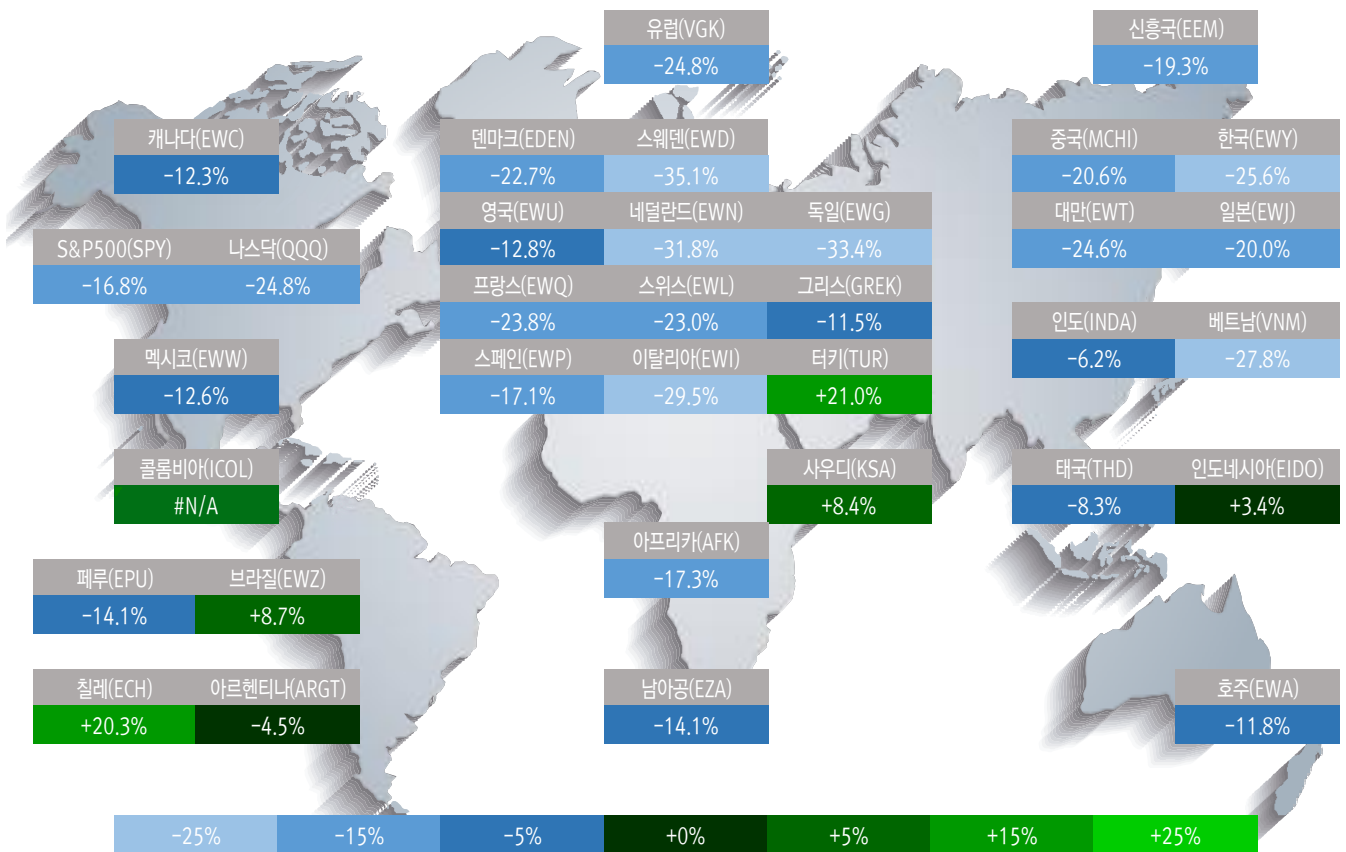 유럽(VGK) 신흥국(EEM)
-24.8% -19.3%
캐나다(EWC) 덴마크(EDEN) 스웨덴(EWD) 중국(MCHI) 한국(EWY)
-12.3% -22.7% -35.1% -20.6% -25.6%
영국(EWU) 네덜란드(EWN) 독일(EWG) 대만(EWT) 일본(EWJ)
S&P500(SPY) 나스닥(QQQ) -12.8% -31.8% -33.4% -24.6% -20.0%
-16.8% -24.8% 프랑스(EWQ) 스위스(EWL) 그리스(GREK)
-23.8% -23.0% -11.5% 인도(INDA) 베트남(VNM)
멕시코(EWW) 스페인(EWP) 이탈리아(EWI) 터키(TUR) -6.2% -27.8%
-12.6% -17.1% -29.5% +21.0%
콜롬비아(ICOL) 사우디(KSA) 태국(THD) 인도네시아(EIDO)
#N/A +8.4% -8.3% +3.4%
아프리카(AFK)
페루(EPU) 브라질(EWZ) -17.3%
-14.1% +8.7%
칠레(ECH) 아르헨티나(ARGT) 남아공(EZA) 호주(EWA)
+20.3% -4.5% -14.1% -11.8%
-25% -15% -5% +0% +5% +15% +25%